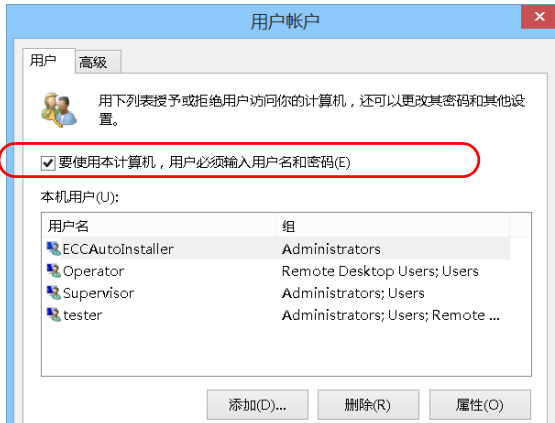 用户帐户
用户 高级
用下列表授予或拒绝用户访问你的计算机，还可以更改其密码和其他设
置。
要使用本计算机，用户必须输入用户名和密码(E)
本机用户(U):
用户名 组
ECCAutoInstaller Administrators
Operator Remote Desktop Users; Users
Supervisor Administrators; Users
tester Administrators; Users; Remote ...
添加(D)... 删除(R) 属性(O)